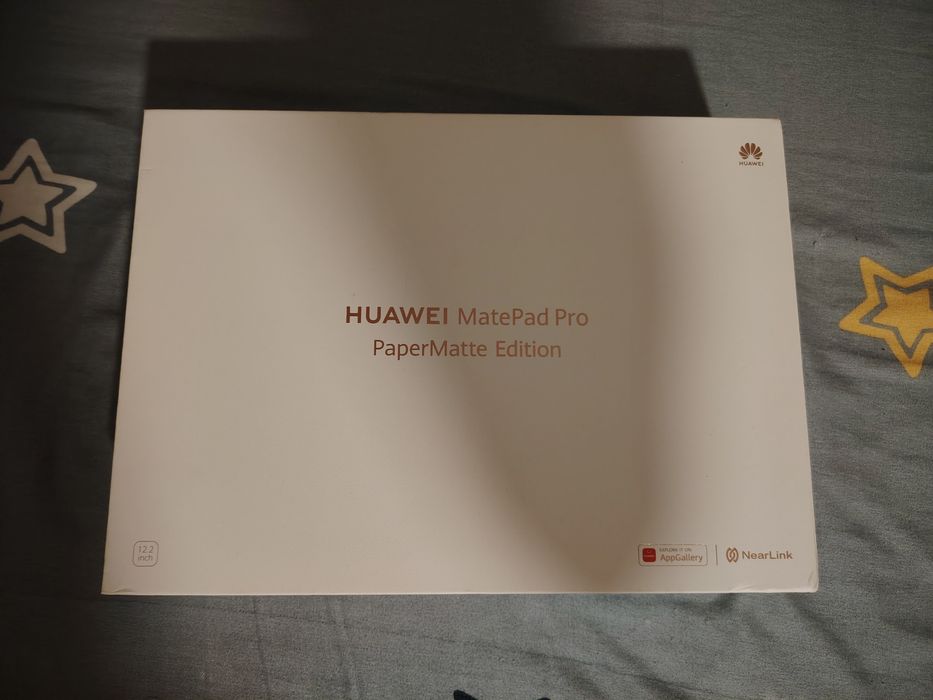 HUAWEI
HUAWEI MatePad Pro
PaperMatte Edition
12.2
inch
EXPLORE IT ON
AppGallery
NearLink